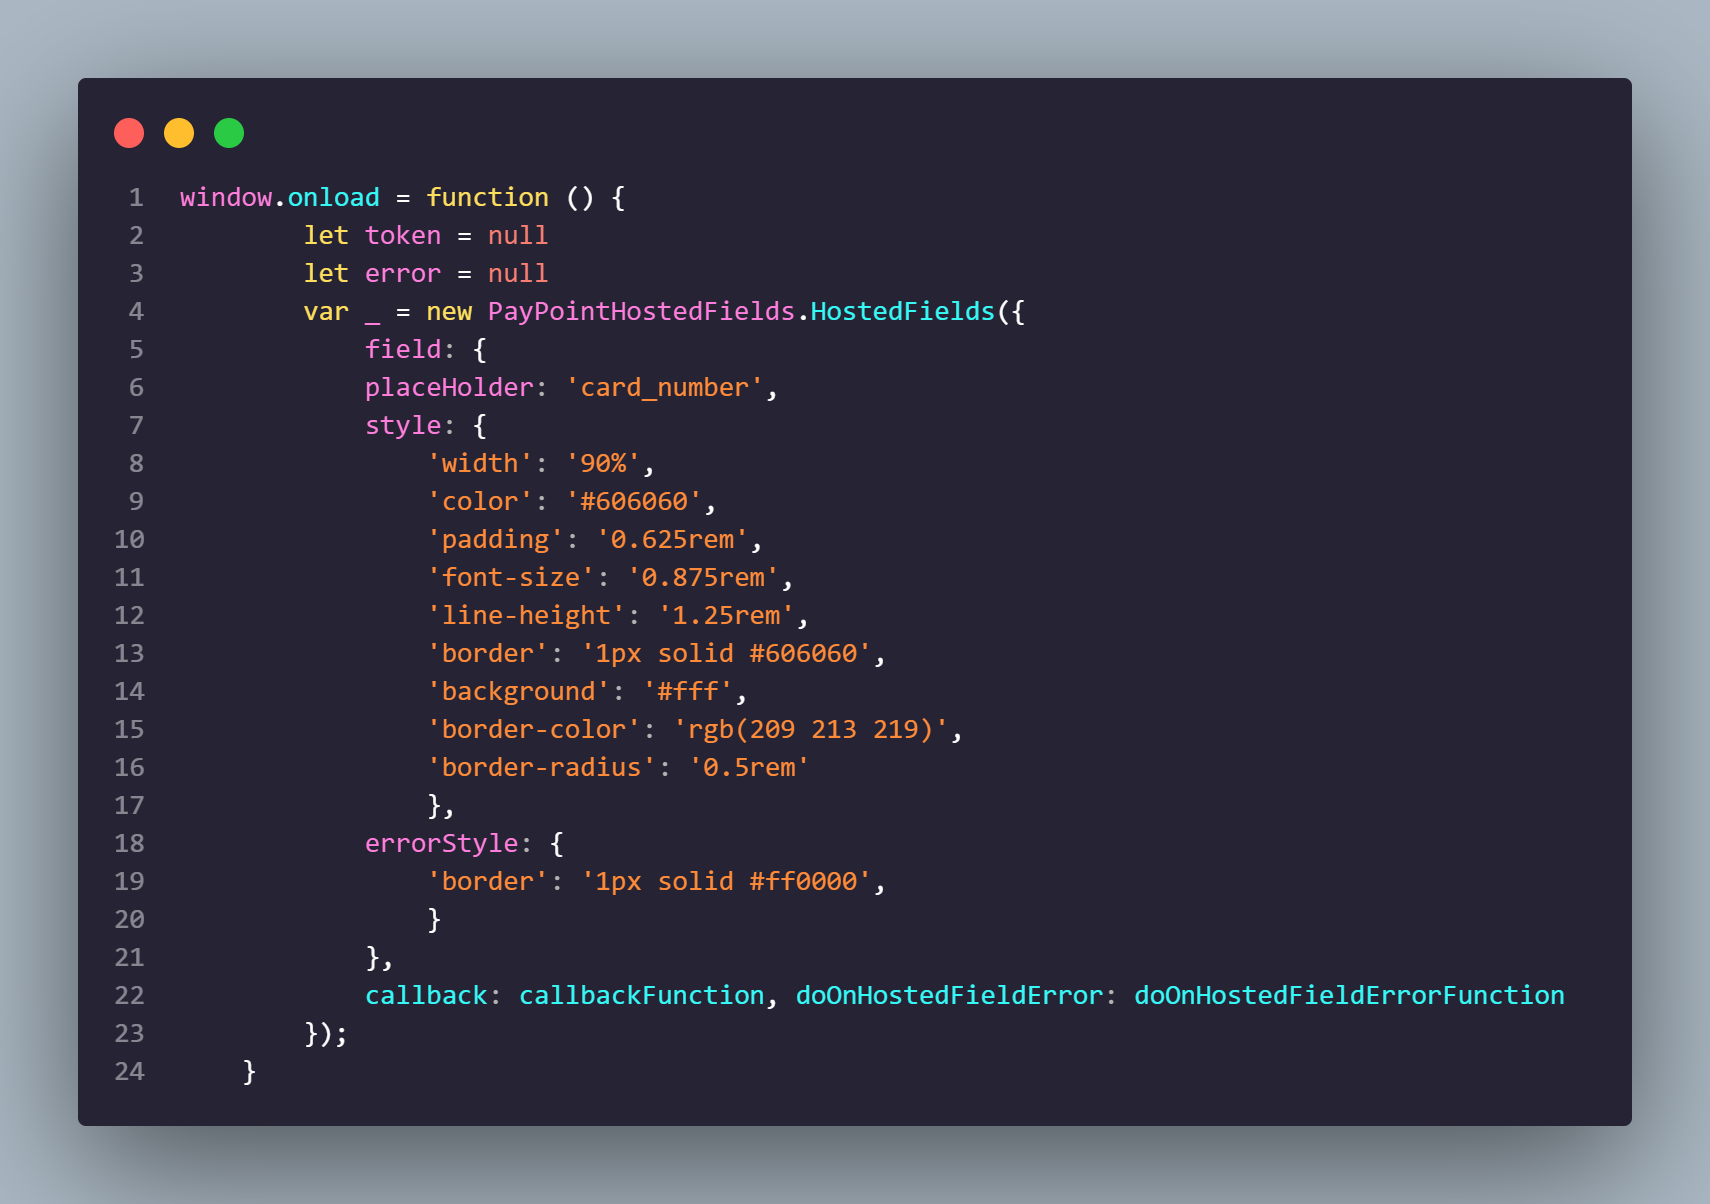 1 window.onload = function () {
2 let token = null
3 let error = null
4 var _ = new PayPointHostedFields.HostedFields({
5 field: {
6 placeHolder: 'card_number',
7 style: {
8 'width': '90%',
9 'color': '#606060',
10 'padding': '0.625rem',
11 'font-size': '0.875rem',
12 'line-height': '1.25rem',
13 'border': '1px solid #606060',
14 'background': '#fff',
15 'border-color': 'rgb(209 213 219)',
16 'border-radius': '0.5rem'
17 },
18 errorStyle: {
19 'border': '1px solid #ff0000',
20 }
21 },
22 callback: callbackFunction, doOnHostedFieldError: doOnHostedFieldErrorFunction
23 });
24 }